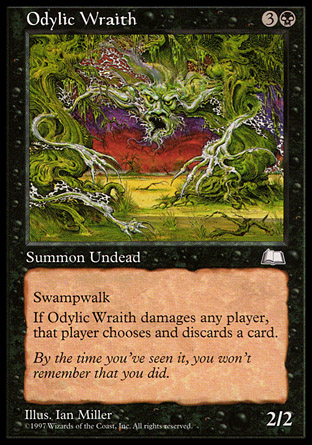 Odylic Wraith 3
Summon Undead
Swampwalk
If Odylic Wraith damages any player,
that player chooses and discards a card.
By the time you've seen it, you won't
remember that you did.
Illus. Ian Miller
©1997 Wizards of the Coast, Inc. All rights reserved.
2/2